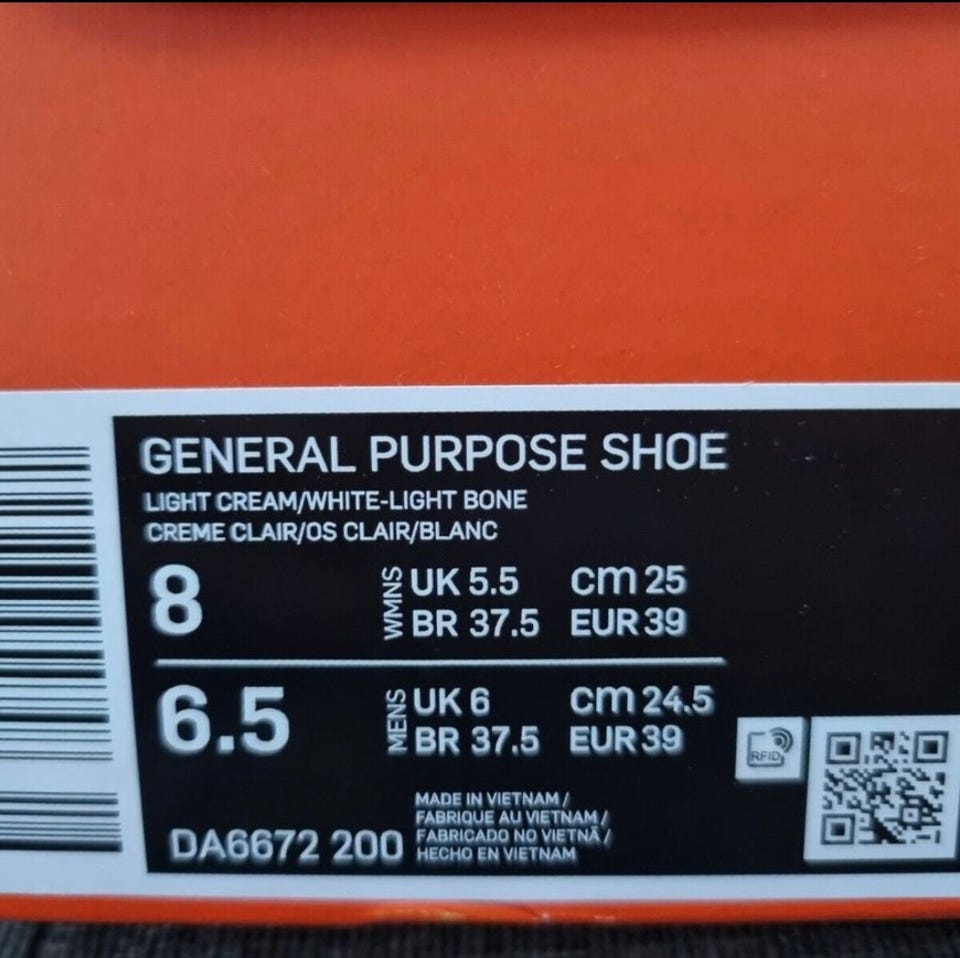 GENERAL PURPOSE SHOE
LIGHT CREAM/WHITE-LIGHT BONE
CREME CLAIR/OS CLAIR/BLANC
8 WMNS UK 5.5 cm 25
BR 37.5 EUR 39
6.5 MENS UK 6 cm 24.5
BR 37.5 EUR 39
RFID
MADE IN VIETNAM /
FABRIQUE AU VIETNAM /
FABRICADO NO VIETNÃ /
HECHO EN VIETNAM
DA6672 200